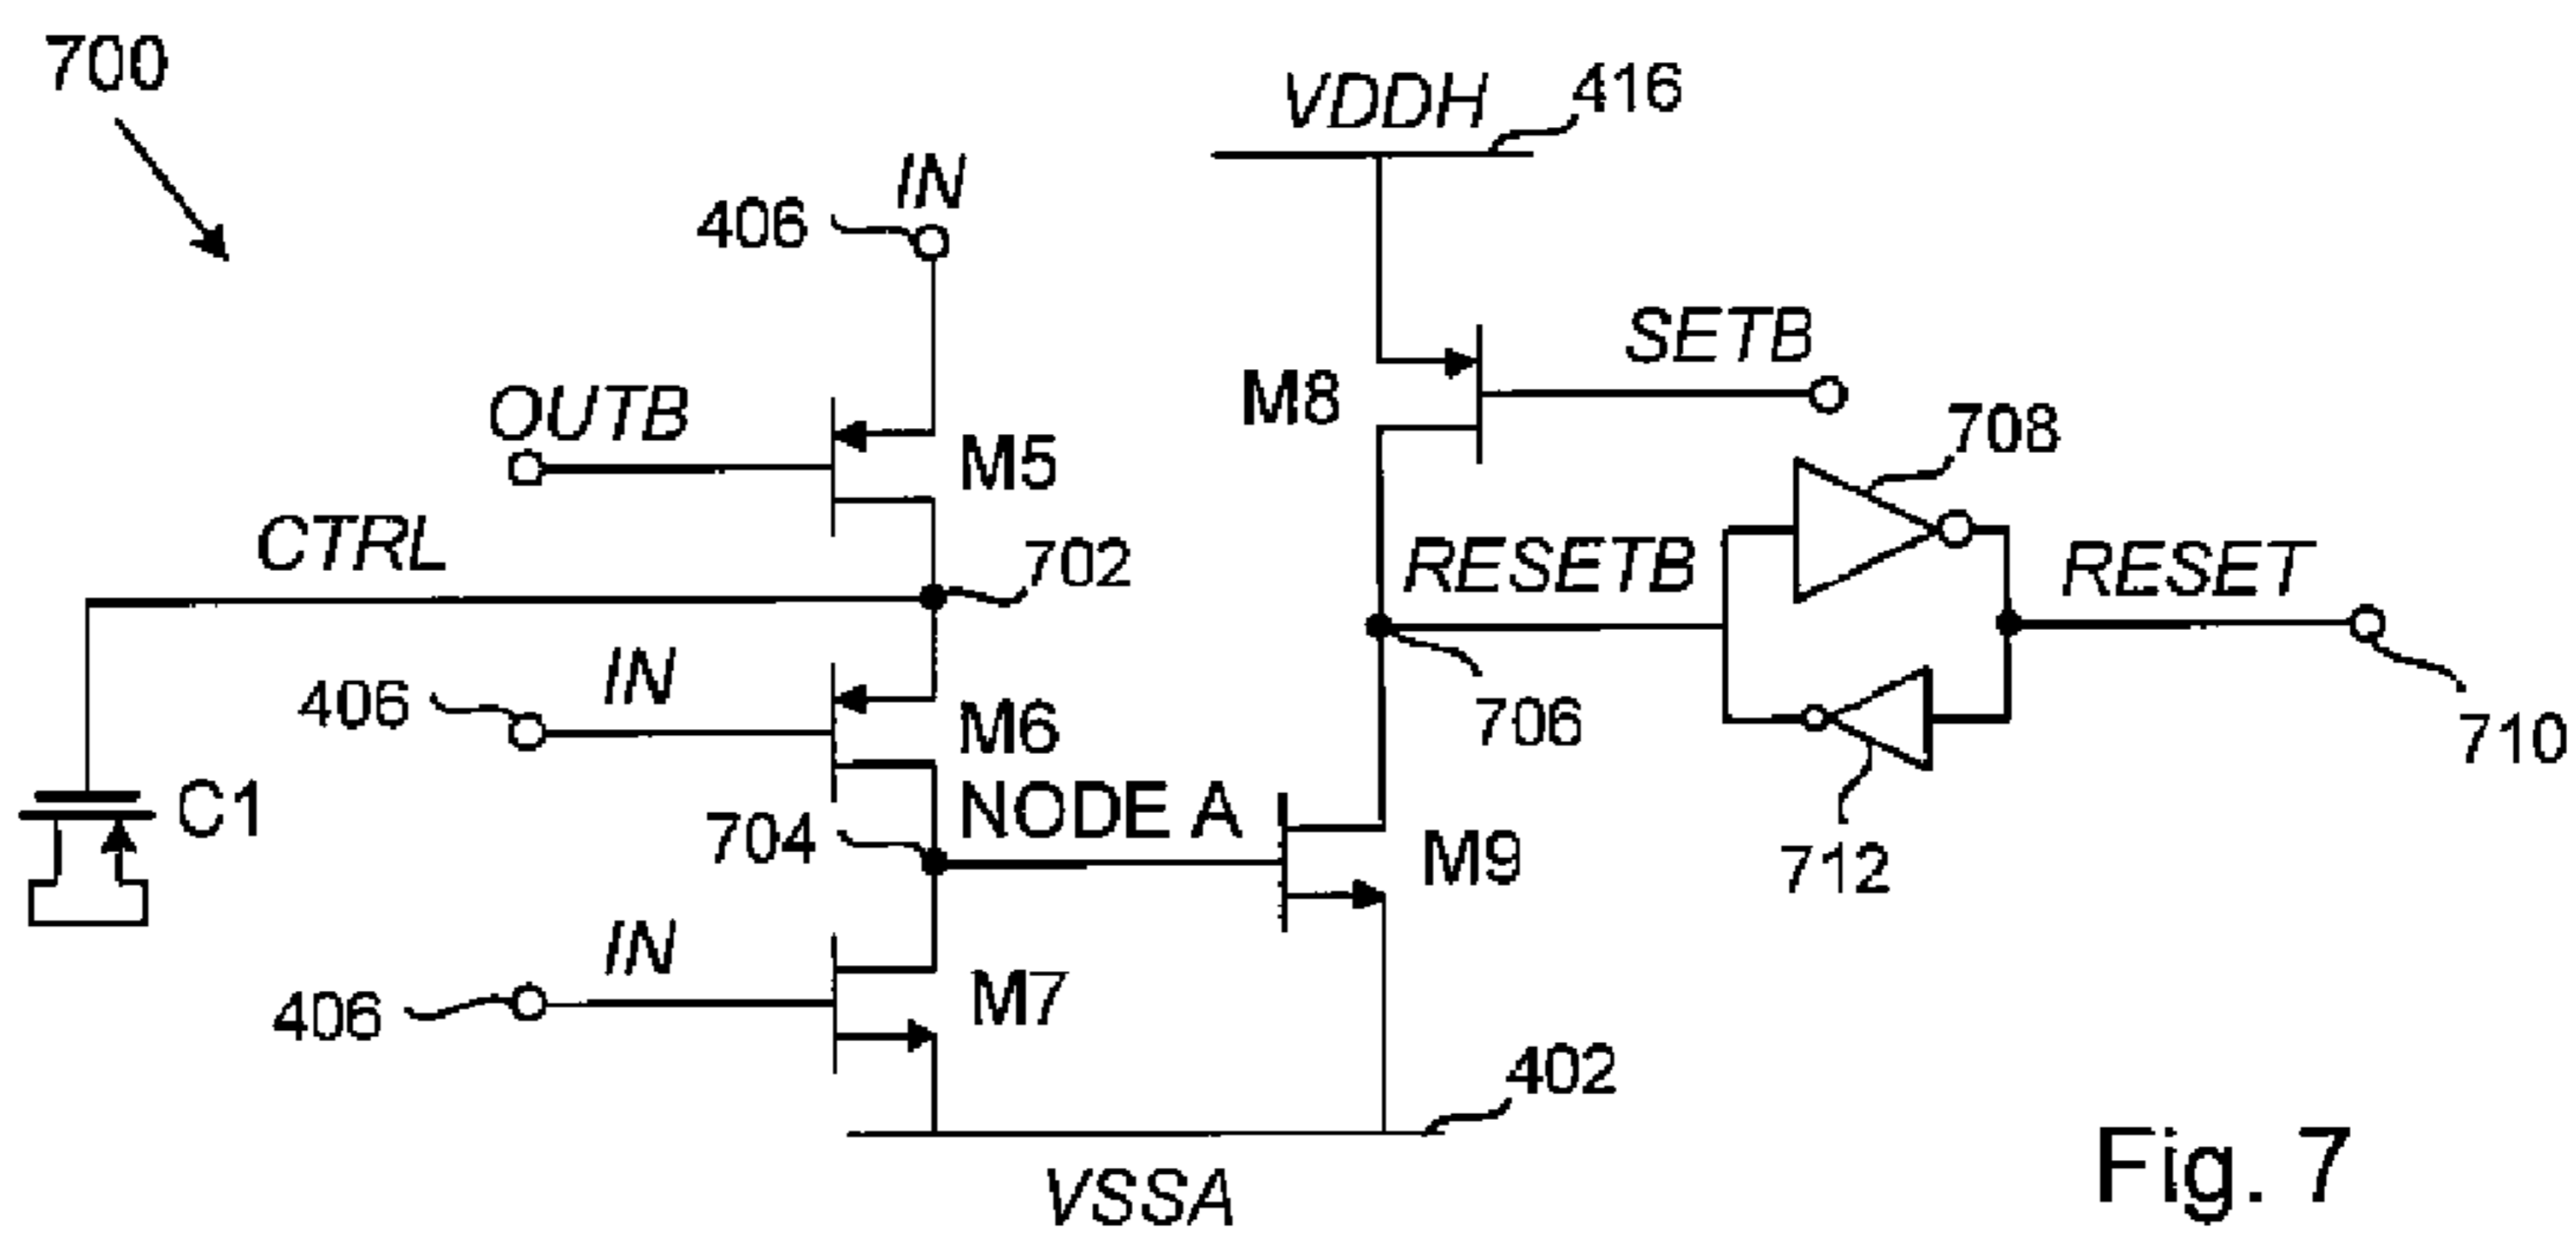 700
VDDH
416
IN
406
OUTB
M5
M8
SETB
708
CTRL
702
RESETB
RESET
406
IN
M6
706
710
C1
704
NODE A
M9
712
IN
406
M7
402
VSSA
Fig. 7